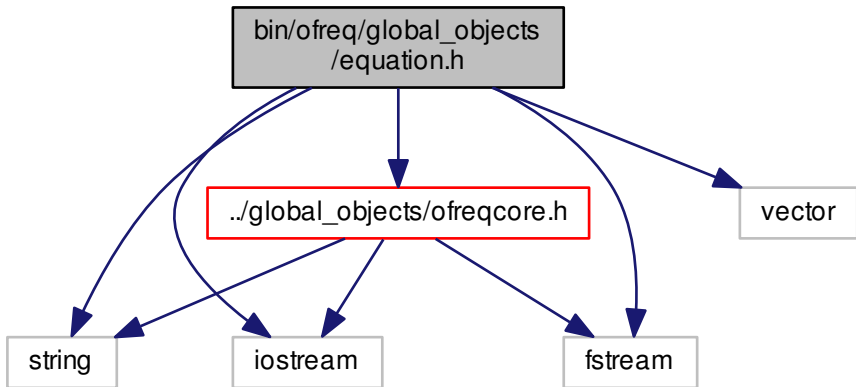 bin/ofreq/global_objects
/equation.h
../global_objects/ofreqcore.h
vector
string
iostream
fstream